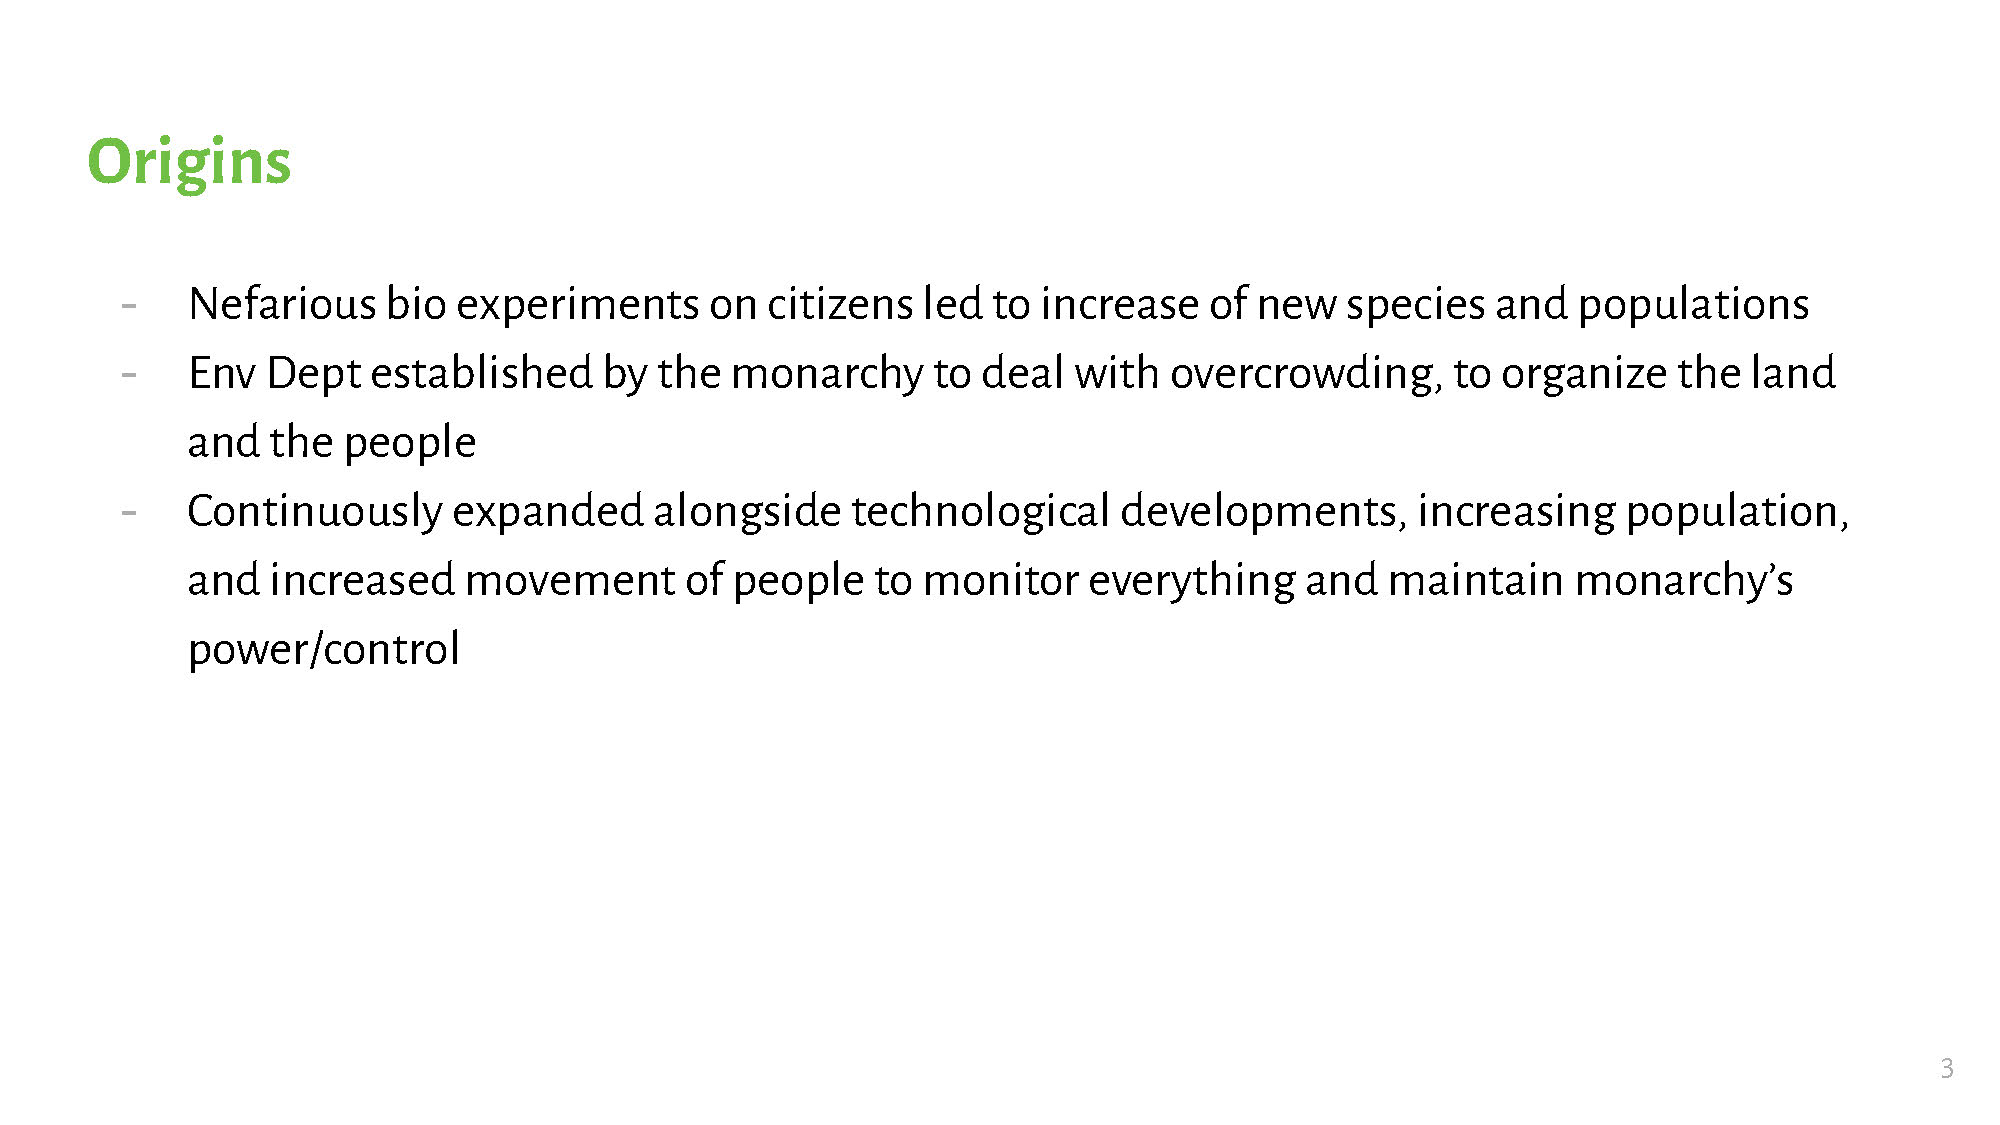 Origins
- Nefarious bio experiments on citizens led to increase of new species and populations
- Env Dept established by the monarchy to deal with overcrowding, to organize the land
and the people
- Continuously expanded alongside technological developments, increasing population,
and increased movement of people to monitor everything and maintain monarchy’s
power/control
3